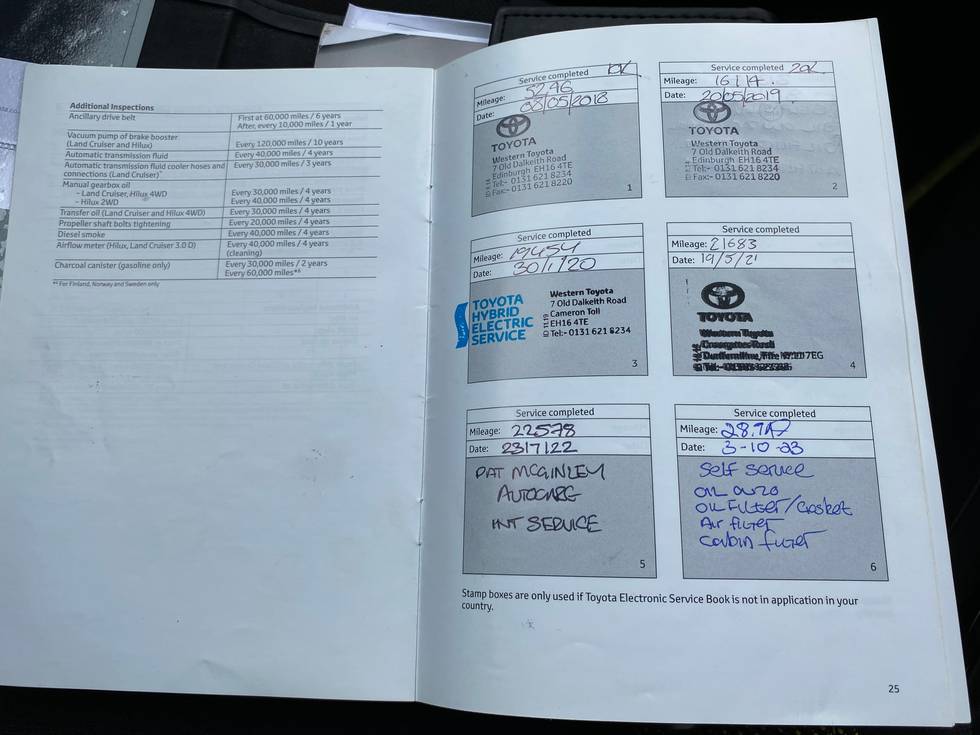 Additional Inspections
Ancillary drive belt First at 60,000 miles / 6 years
After, every 10,000 miles / 1 year
Vacuum pump of brake booster
(Land Cruiser and Hilux) Every 120,000 miles / 10 years
Automatic transmission fluid Every 40,000 miles / 4 years
Automatic transmission fluid cooler hoses and Every 30,000 miles / 3 years
connections (Land Cruiser)*
Manual gearbox oil
- Land Cruiser, Hilux 4WD Every 30,000 miles / 4 years
- Hilux 2WD Every 40,000 miles / 4 years
Transfer oil (Land Cruiser and Hilux 4WD) Every 30,000 miles / 4 years
Propeller shaft bolts tightening Every 20,000 miles / 4 years
Diesel smoke Every 40,000 miles / 4 years
Airflow meter (Hilux, Land Cruiser 3.0 D) Every 40,000 miles / 4 years
(cleaning)
Charcoal canister (gasoline only) Every 30,000 miles / 2 years
Every 60,000 miles*⁶
*⁶ For Finland, Norway and Sweden only
Service completed 10K
Mileage: 5296
Date: 08/05/2018
TOYOTA
Western Toyota
7 Old Dalkeith Road
Edinburgh EH16 4TE
Tel:- 0131 621 8234
Fax:- 0131 621 8220
1
Service completed 20K
Mileage: 16114.
Date: 20/05/2019
TOYOTA
Western Toyota
7 Old Dalkeith Road
Edinburgh EH16 4TE
Tel:- 0131 621 8234
Fax:- 0131 621 8220
2
Service completed
Mileage: 19454
Date: 30/1/20
TOYOTA
HYBRID
ELECTRIC
SERVICE
Western Toyota
7 Old Dalkeith Road
Cameron Toll
EH16 4TE
Tel:- 0131 621 8234
3
Service completed
Mileage: 21683
Date: 19/5/21
TOYOTA
Western Toyota
Dunfermline, Fife 7EG
4
Service completed
Mileage: 22578
Date: 23/7/22
PAT MCGINLEY
AUTOCARE
INT SERVICE
5
Service completed
Mileage:
Date: 3-10-23
Self Service
OIL 0W20
OIL Filter/Gasket
Air filter
Cabin filter
6
Stamp boxes are only used if Toyota Electronic Service Book is not in application in your
country.
25